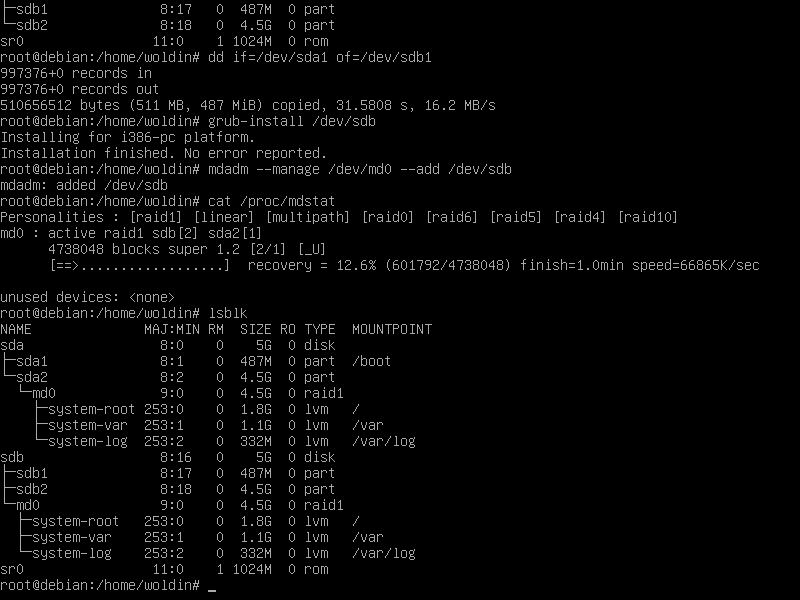 ├─sdb1                8:17   0  487M  0 part
└─sdb2                8:18   0  4.5G  0 part
sr0                  11:0    1 1024M  0 rom
root@debian:/home/woldin# dd if=/dev/sda1 of=/dev/sdb1
997376+0 records in
997376+0 records out
510656512 bytes (511 MB, 487 MiB) copied, 31.5808 s, 16.2 MB/s
root@debian:/home/woldin# grub-install /dev/sdb
Installing for i386-pc platform.
Installation finished. No error reported.
root@debian:/home/woldin# mdadm --manage /dev/md0 --add /dev/sdb
mdadm: added /dev/sdb
root@debian:/home/woldin# cat /proc/mdstat
Personalities : [raid1] [linear] [multipath] [raid0] [raid6] [raid5] [raid4] [raid10]
md0 : active raid1 sdb[2] sda2[1]
      4738048 blocks super 1.2 [2/1] [_U]
      [==>..................]  recovery = 12.6% (601792/4738048) finish=1.0min speed=66865K/sec
unused devices: <none>
root@debian:/home/woldin# lsblk
NAME              MAJ:MIN RM   SIZE RO TYPE  MOUNTPOINT
sda                 8:0    0     5G  0 disk
├─sda1              8:1    0   487M  0 part  /boot
└─sda2              8:2    0   4.5G  0 part
  └─md0             9:0    0   4.5G  0 raid1
    ├─system-root 253:0    0   1.8G  0 lvm   /
    ├─system-var  253:1    0   1.1G  0 lvm   /var
    └─system-log  253:2    0   332M  0 lvm   /var/log
sdb                 8:16   0     5G  0 disk
├─sdb1              8:17   0   487M  0 part
├─sdb2              8:18   0   4.5G  0 part
└─md0               9:0    0   4.5G  0 raid1
  ├─system-root   253:0    0   1.8G  0 lvm   /
  ├─system-var    253:1    0   1.1G  0 lvm   /var
  └─system-log    253:2    0   332M  0 lvm   /var/log
sr0                11:0    1  1024M  0 rom
root@debian:/home/woldin# _